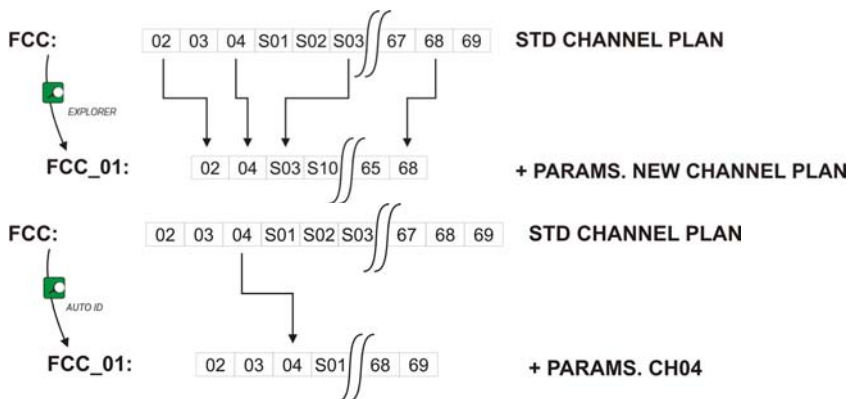 FCC: 02 03 04 S01 S02 S03 67 68 69 STD CHANNEL PLAN
EXPLORER
FCC_01: 02 04 S03 S10 65 68 + PARAMS. NEW CHANNEL PLAN
FCC: 02 03 04 S01 S02 S03 67 68 69 STD CHANNEL PLAN
AUTO ID
FCC_01: 02 03 04 S01 68 69 + PARAMS. CH04